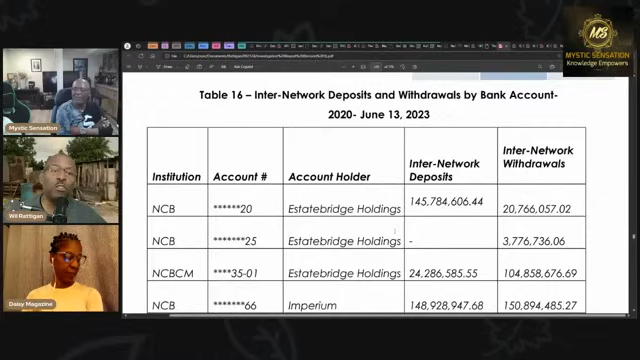 MS
MYSTIC SENSATION
Knowledge Empowers
Table 16 – Inter-Network Deposits and Withdrawals by Bank Account-
2020- June 13, 2023
Institution Account # Account Holder Inter-Network Deposits Inter-Network Withdrawals
NCB ******20 Estatebridge Holdings 145,784,606.44 20,766,057.02
NCB *******25 Estatebridge Holdings - 3,776,736.06
NCBCM ****35-01 Estatebridge Holdings 24,286,585.55 104,858,676.69
NCB *******66 Imperium 148,928,947.68 150,894,485.27
Mystic Sensation
Wil Rattigan
Daisy Magazine